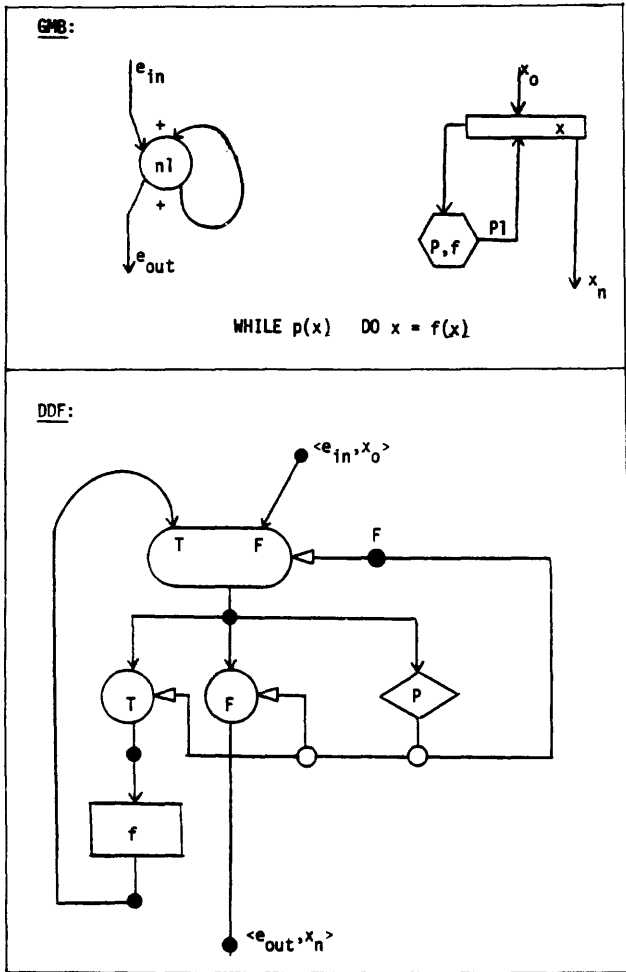 GMB:
e_in
x_o
+
n1
x
+
P1
P,f
e_out
x_n
WHILE p(x) DO x = f(x)
DDF:
<e_in,x_o>
F
T F
T F P
f
<e_out,x_n>